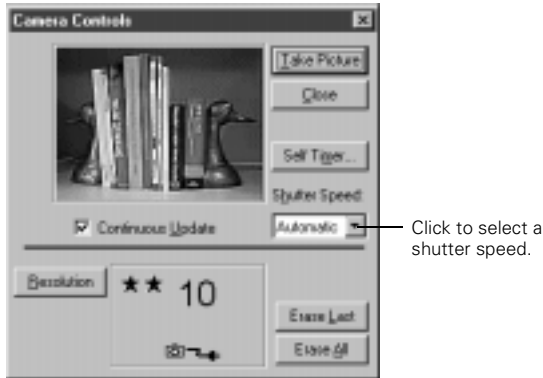 Camera Controls
Take Picture
Close
Self Timer...
Shutter Speed:
Continuous Update
Automatic
Click to select a
shutter speed.
Resolution
10
Erase Last
Erase All